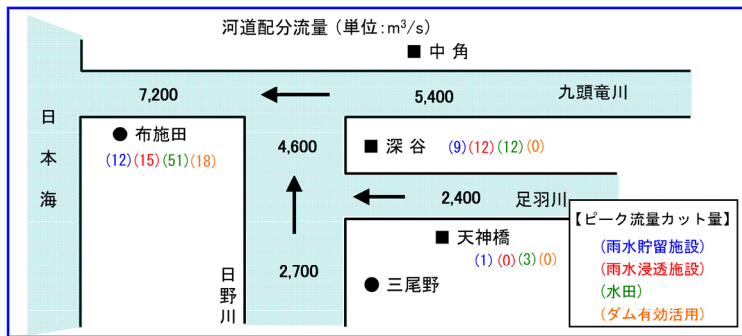 河道配分流量（単位：m³/s）
■ 中 角
7,200
5,400
九頭竜川
日本海
● 布施田
(12)(15)(51)(18)
4,600
■ 深 谷
(9)(12)(12)(0)
2,400
足羽川
■ 天神橋
(1)(0)(3)(0)
2,700
日野川
● 三尾野
【ピーク流量カット量】
(雨水貯留施設)
(雨水浸透施設)
(水田)
(ダム有効活用)